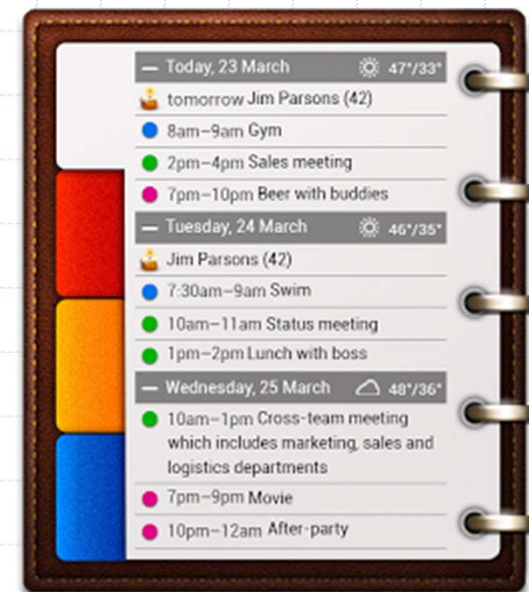 — Today, 23 March 47°/33°
tomorrow Jim Parsons (42)
8am–9am Gym
2pm–4pm Sales meeting
7pm–10pm Beer with buddies
— Tuesday, 24 March 46°/35°
Jim Parsons (42)
7:30am–9am Swim
10am–11am Status meeting
1pm–2pm Lunch with boss
— Wednesday, 25 March 48°/36°
10am–1pm Cross-team meeting
which includes marketing, sales and
logistics departments
7pm–9pm Movie
10pm–12am After-party